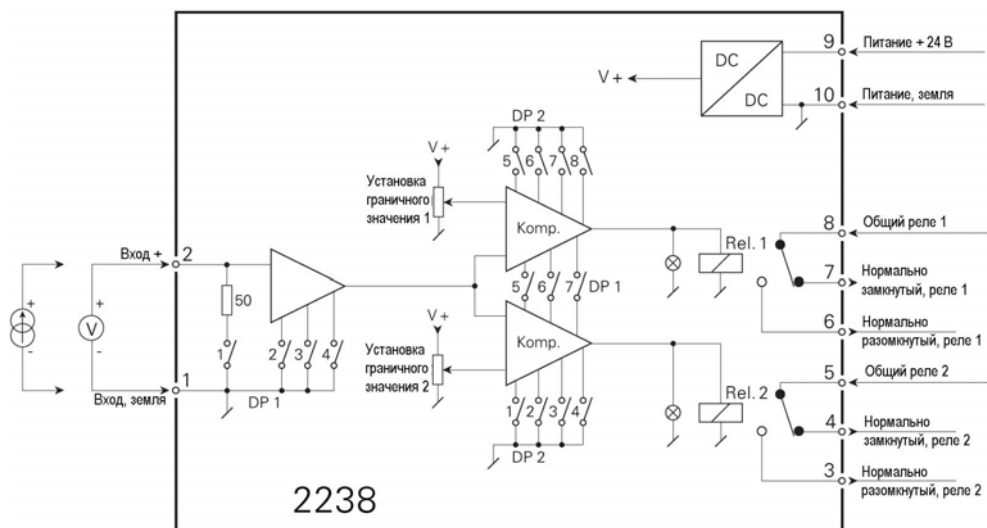 9
Питание + 24 В
DC
V +
DC
10
Питание, земля
DP 2
V +
5
6
7
8
Установка
граничного
значения 1
Komp.
8
Общий реле 1
Rel. 1
Вход +
2
7
Нормально
замкнутый, реле 1
50
5
6
7
DP 1
+
-
+
V
-
V +
6
Нормально
разомкнутый, реле 1
1
2
3
4
Установка
граничного
значения 2
Komp.
5
Общий реле 2
1
Вход, земля
DP 1
Rel. 2
1
2
3
4
4
Нормально
замкнутый, реле 2
DP 2
3
Нормально
разомкнутый, реле 2
2238